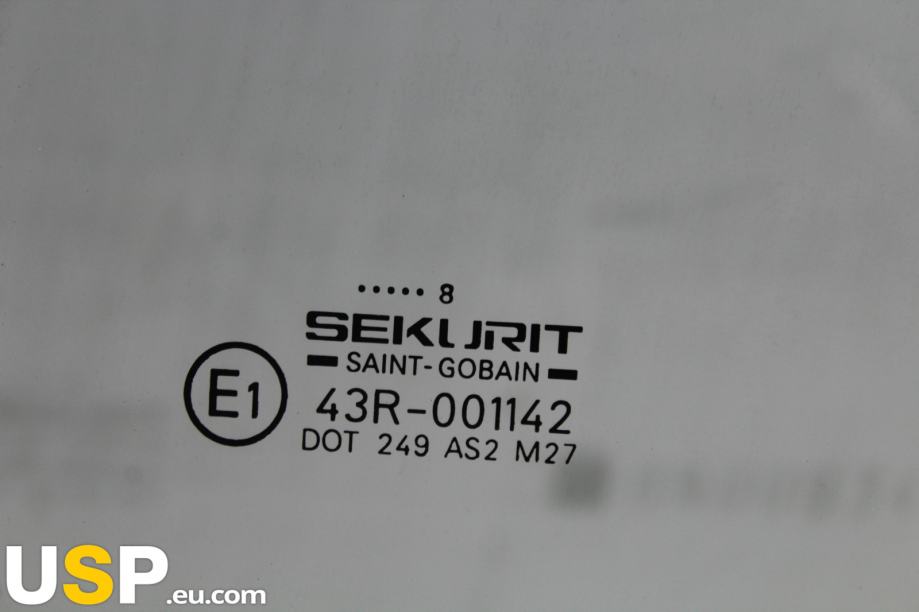 ..... 8
SEKURIT
SAINT-GOBAIN
E1
43R-001142
DOT 249 AS2 M27
USP.eu.com